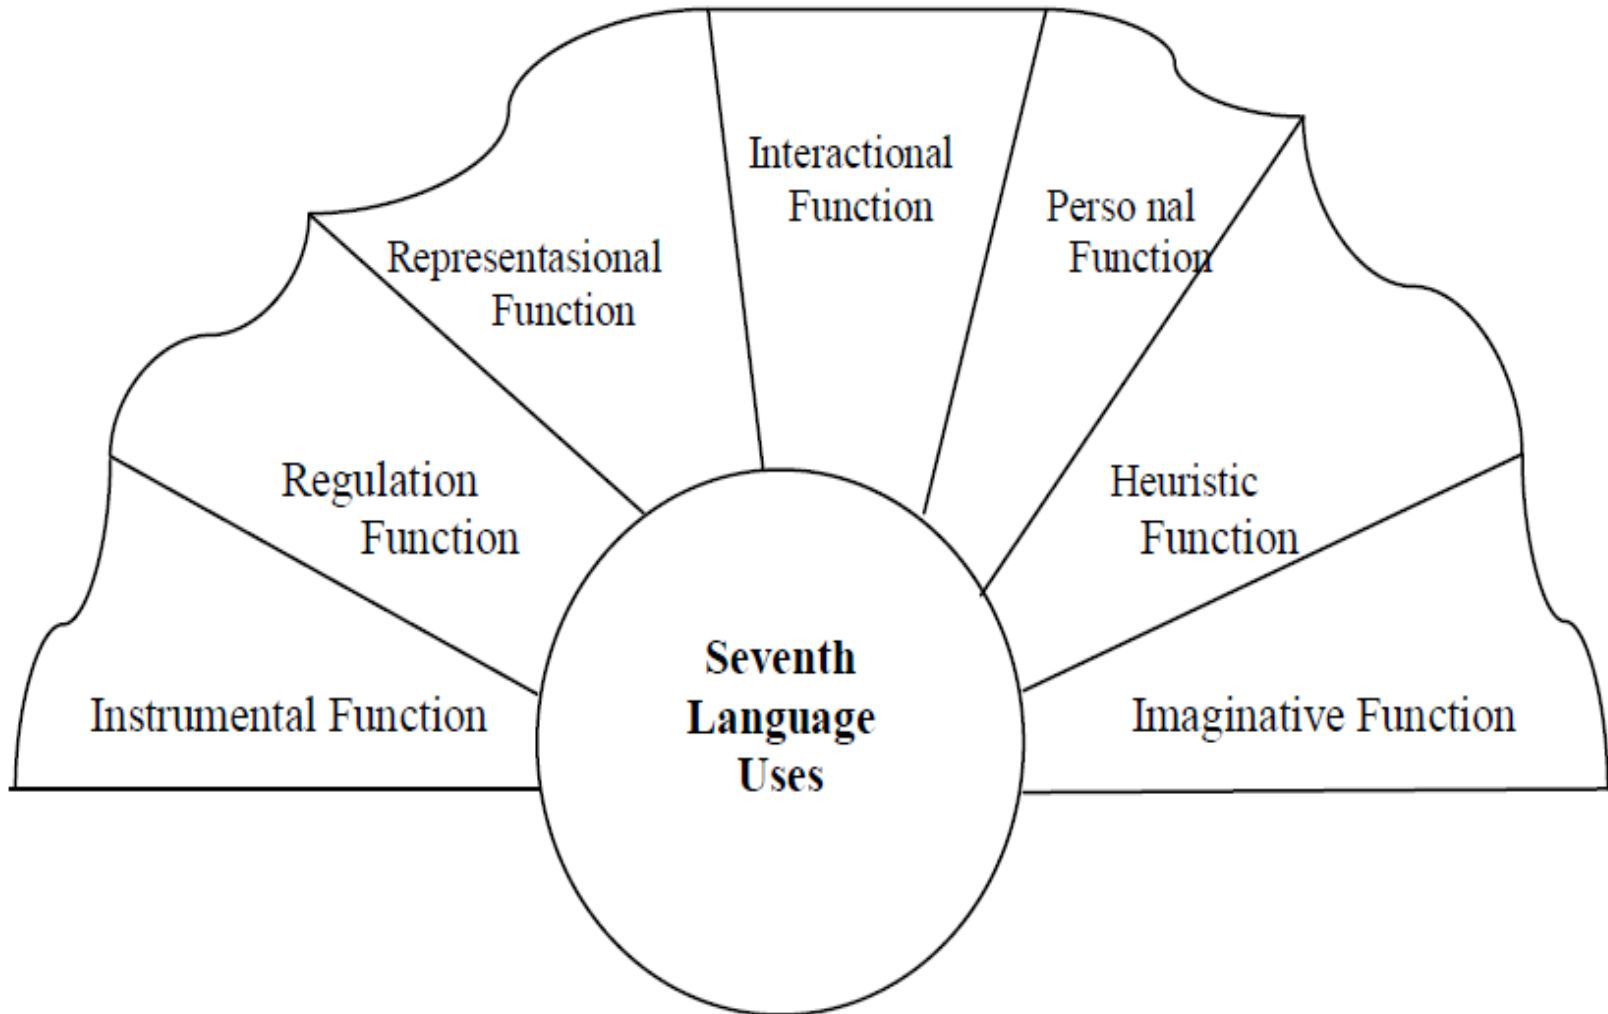 Interactional
Function
Perso nal
Function
Representasional
Function
Regulation
Function
Heuristic
Function
Seventh
Language
Uses
Instrumental Function
Imaginative Function